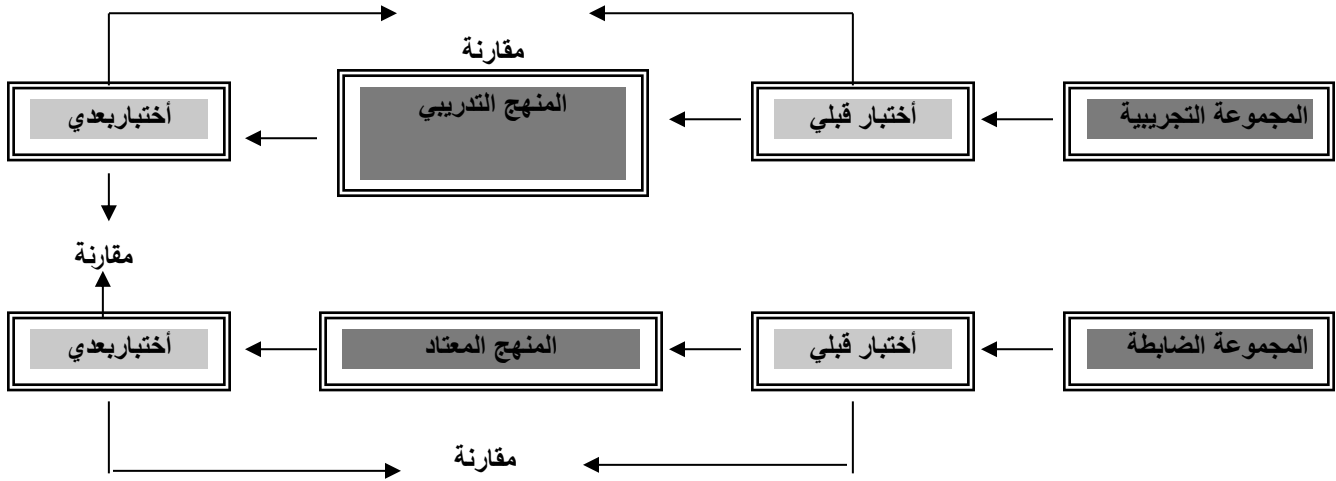 مقارنة
المجموعة التجريبية
أختبار قبلي
المنهج التدريبي
أختباربعدي
مقارنة
المجموعة الضابطة
أختبار قبلي
المنهج المعتاد
أختباربعدي
مقارنة